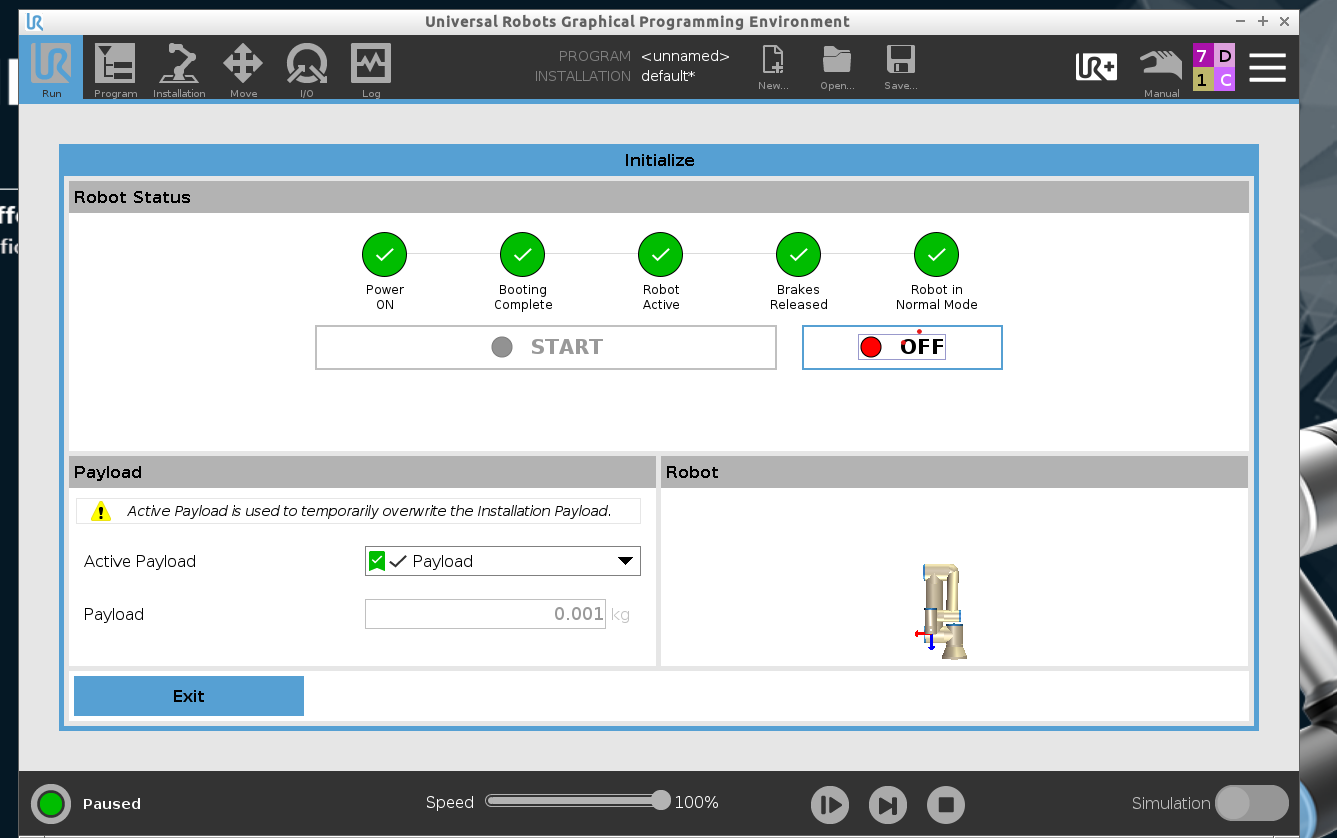 Universal Robots Graphical Programming Environment
UR
Run
Program
Installation
Move
I/O
Log
PROGRAM <unnamed>
INSTALLATION default*
New...
Open...
Save...
UR+
Manual
7 D
1 C
Initialize
Robot Status
Power
ON
Booting
Complete
Robot
Active
Brakes
Released
Robot in
Normal Mode
START
OFF
Payload
Robot
Active Payload is used to temporarily overwrite the Installation Payload.
Active Payload
Payload
Payload
0.001 kg
Exit
Paused
Speed
100%
Simulation